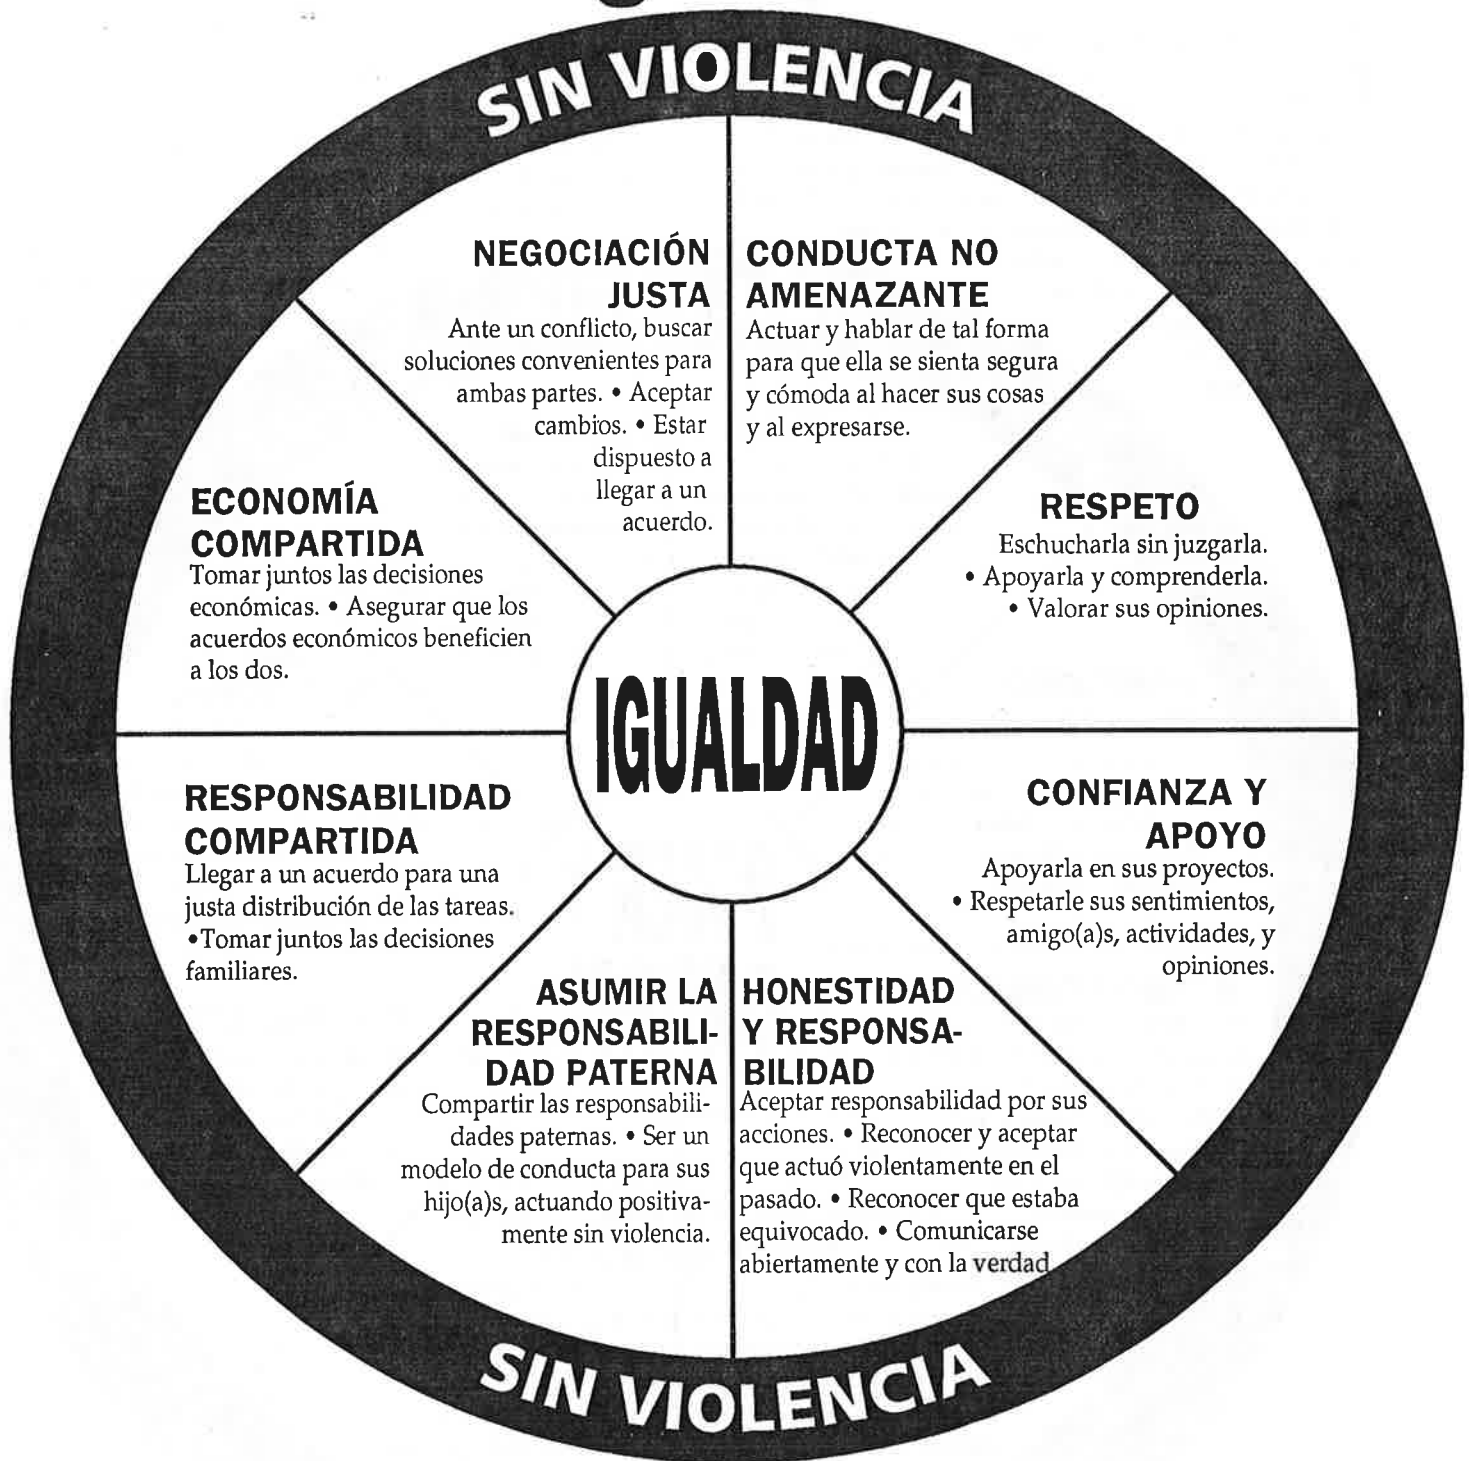 SIN VIOLENCIA
NEGOCIACIÓN
JUSTA
Ante un conflicto, buscar
soluciones convenientes para
ambas partes. • Aceptar
cambios. • Estar
dispuesto a
llegar a un
acuerdo.
CONDUCTA NO
AMENAZANTE
Actuar y hablar de tal forma
para que ella se sienta segura
y cómoda al hacer sus cosas
y al expresarse.
ECONOMÍA
COMPARTIDA
Tomar juntos las decisiones
económicas. • Asegurar que los
acuerdos económicos beneficien
a los dos.
RESPETO
Eschucharla sin juzgarla.
• Apoyarla y comprenderla.
• Valorar sus opiniones.
IGUALDAD
RESPONSABILIDAD
COMPARTIDA
Llegar a un acuerdo para una
justa distribución de las tareas.
•Tomar juntos las decisiones
familiares.
CONFIANZA Y
APOYO
Apoyarla en sus proyectos.
• Respetarle sus sentimientos,
amigo(a)s, actividades, y
opiniones.
ASUMIR LA
RESPONSABILI-
DAD PATERNA
Compartir las responsabili-
dades paternas. • Ser un
modelo de conducta para sus
hijo(a)s, actuando positiva-
mente sin violencia.
HONESTIDAD
Y RESPONSA-
BILIDAD
Aceptar responsabilidad por sus
acciones. • Reconocer y aceptar
que actuó violentamente en el
pasado. • Reconocer que estaba
equivocado. • Comunicarse
abiertamente y con la verdad
SIN VIOLENCIA